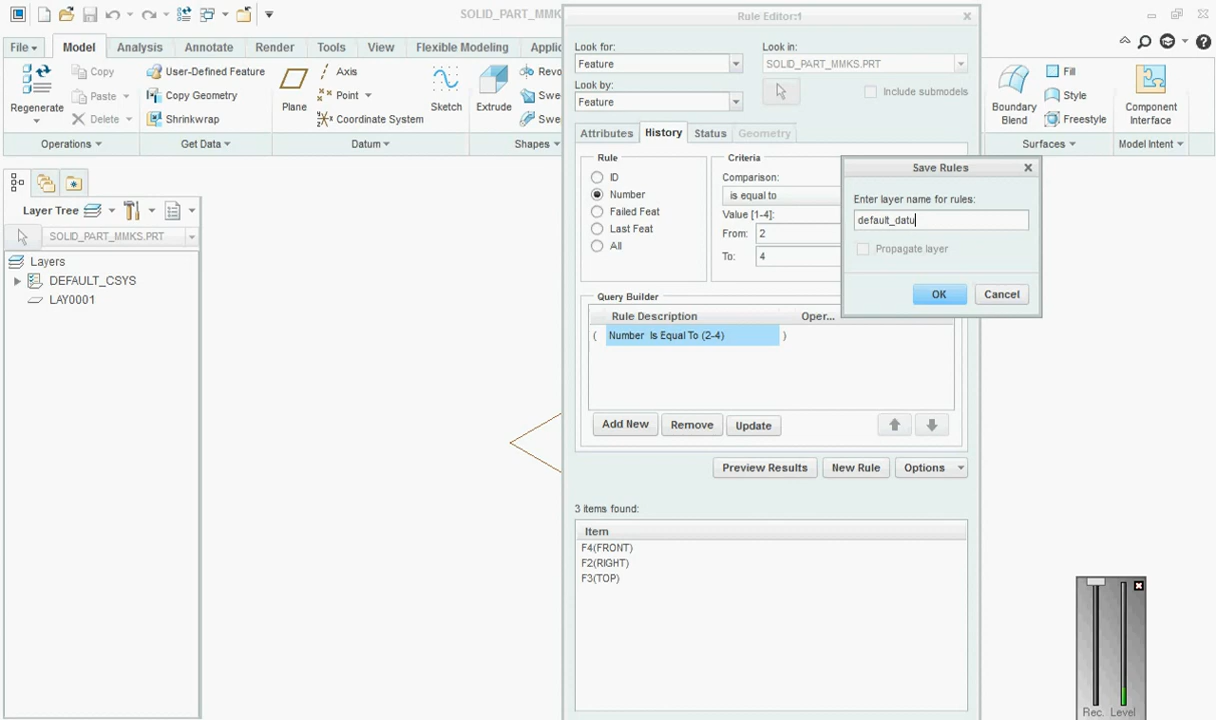 SOLID_PART_MMK
Rule Editor:1
File
Model
Analysis
Annotate
Render
Tools
View
Flexible Modeling
Applic
Regenerate
Copy
Paste
Delete
Operations
User-Defined Feature
Copy Geometry
Shrinkwrap
Get Data
Plane
Axis
Point
Coordinate System
Datum
Sketch
Extrude
Revo
Swee
Swe
Shapes
Boundary
Blend
Fill
Style
Freestyle
Surfaces
Component
Interface
Model Intent
Look for:
Feature
Look by:
Feature
Look in:
SOLID_PART_MMKS.PRT
Include submodels
Attributes
History
Status
Geometry
Rule
ID
Number
Failed Feat
Last Feat
All
Criteria
Comparison:
is equal to
Value [1-4]:
From: 2
To: 4
Save Rules
Enter layer name for rules:
default_datu
Propagate layer
OK
Cancel
Query Builder
Rule Description
Oper...
( Number Is Equal To (2-4) )
Add New
Remove
Update
Preview Results
New Rule
Options
3 items found:
Item
F4(FRONT)
F2(RIGHT)
F3(TOP)
Layer Tree
SOLID_PART_MMKS.PRT
Layers
DEFAULT_CSYS
LAY0001
Rec. Level